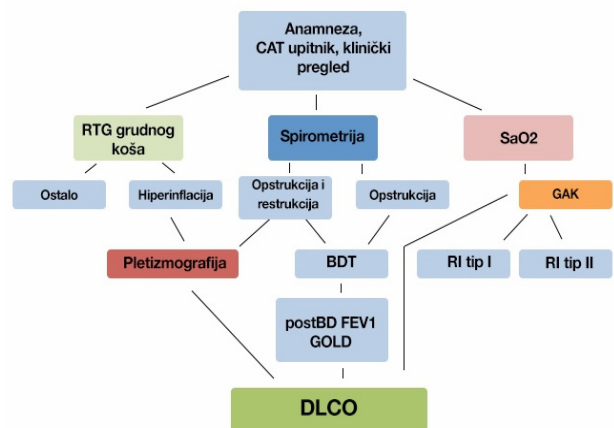 Anamneza,
CAT upitnik, klinički
pregled
RTG grudnog
koša
Spirometrija
SaO2
Ostalo
Hiperinflacija
Opstrukcija i
restrukcija
Opstrukcija
GAK
Pletizmografija
BDT
RI tip I
RI tip II
postBD FEV1
GOLD
DLCO